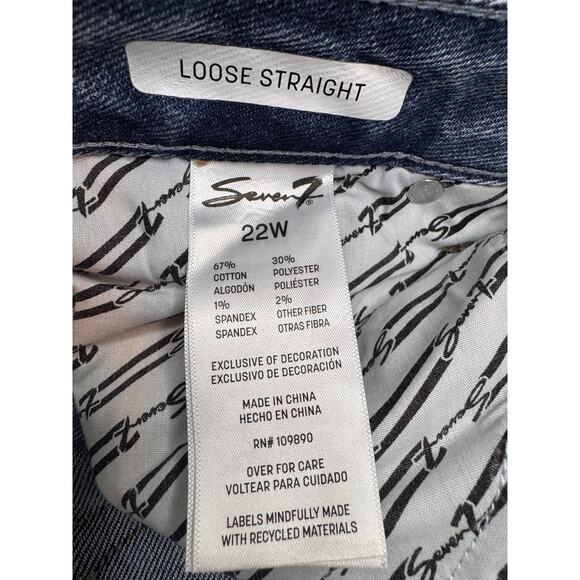 LOOSE STRAIGHT
Seven7®
22W
67% 30%
COTTON POLYESTER
ALGODÓN POLIÉSTER
1% 2%
SPANDEX OTHER FIBER
SPANDEX OTRAS FIBRA
EXCLUSIVE OF DECORATION
EXCLUSIVO DE DECORACIÓN
MADE IN CHINA
HECHO EN CHINA
RN# 109890
OVER FOR CARE
VOLTEAR PARA CUIDADO
LABELS MINDFULLY MADE
WITH RECYCLED MATERIALS